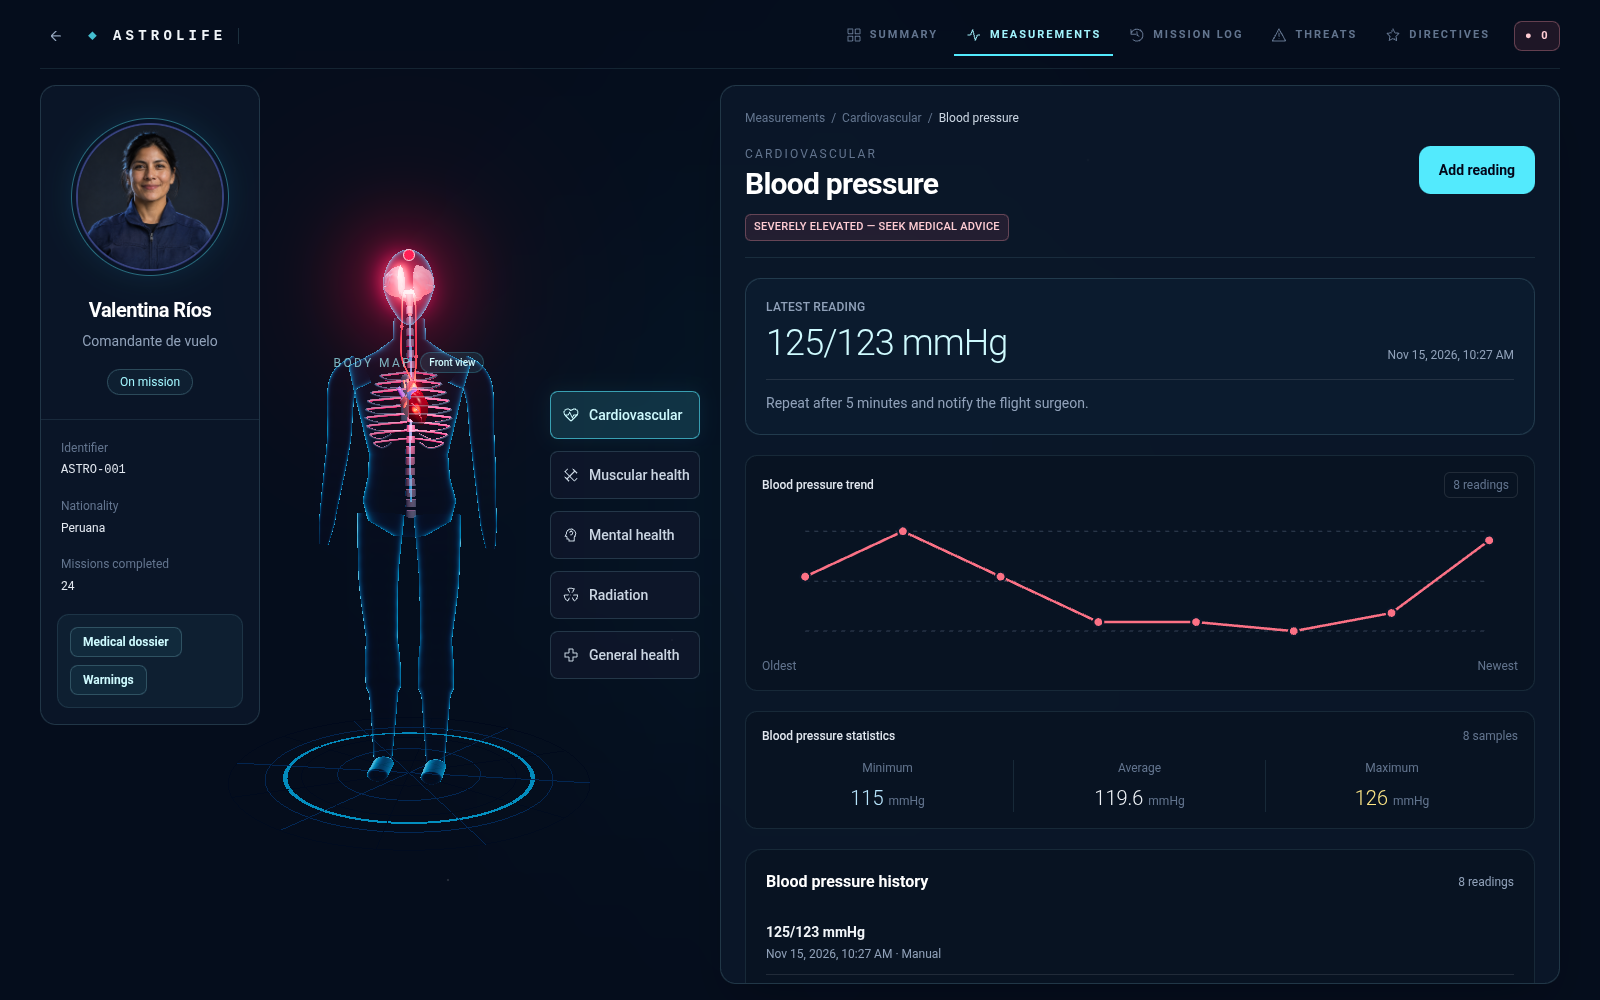 ASTROLIFE
SUMMARY
MEASUREMENTS
MISSION LOG
THREATS
DIRECTIVES
0
Valentina Ríos
Comandante de vuelo
On mission
Identifier
ASTRO-001
Nationality
Peruana
Missions completed
24
Medical dossier
Warnings
BODY MAP
Front view
Cardiovascular
Muscular health
Mental health
Radiation
General health
Measurements / Cardiovascular / Blood pressure
CARDIOVASCULAR
Blood pressure
Add reading
SEVERELY ELEVATED — SEEK MEDICAL ADVICE
LATEST READING
125/123 mmHg
Nov 15, 2026, 10:27 AM
Repeat after 5 minutes and notify the flight surgeon.
Blood pressure trend
8 readings
Oldest
Newest
Blood pressure statistics
8 samples
Minimum
115 mmHg
Average
119.6 mmHg
Maximum
126 mmHg
Blood pressure history
8 readings
125/123 mmHg
Nov 15, 2026, 10:27 AM · Manual